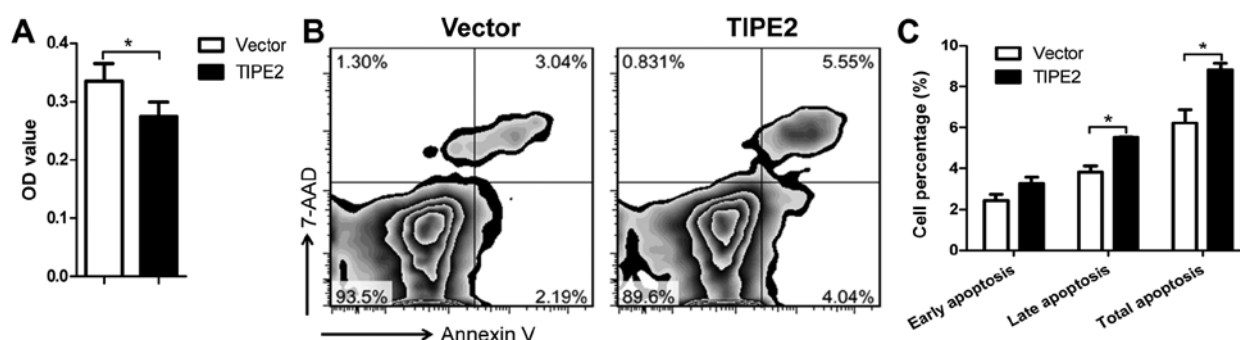 A
0.4
0.3
0.2
0.1
0.0
OD value
*
Vector
TIPE2
B
Vector
TIPE2
1.30%
3.04%
93.5%
2.19%
0.831%
5.55%
89.6%
4.04%
7-AAD
Annexin V
C
Vector
TIPE2
10
8
6
4
2
0
Cell percentage (%)
*
*
Early apoptosis
Late apoptosis
Total apoptosis